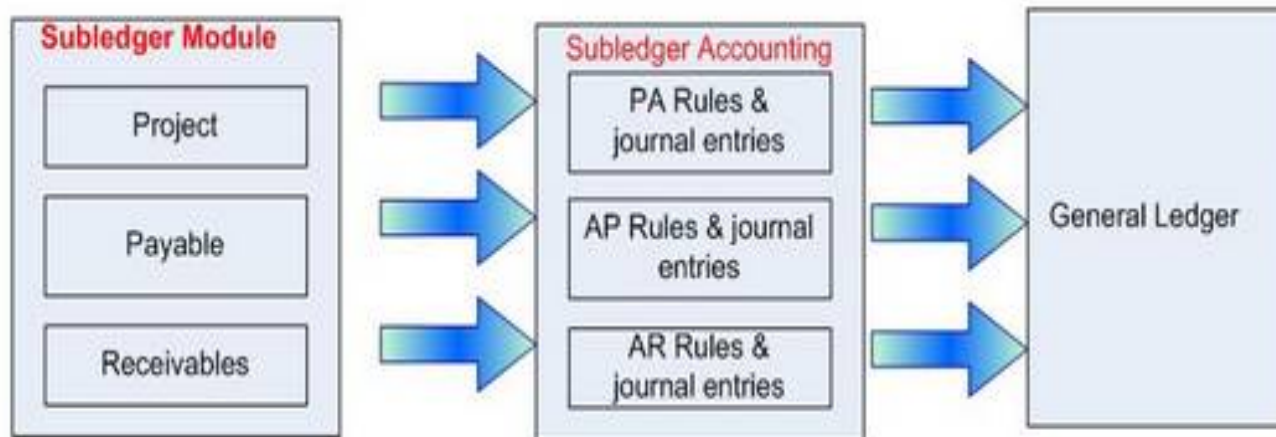 Subledger Module
Project
Payable
Receivables
Subledger Accounting
PA Rules &
journal entries
AP Rules & journal
entries
AR Rules &
journal entries
General Ledger